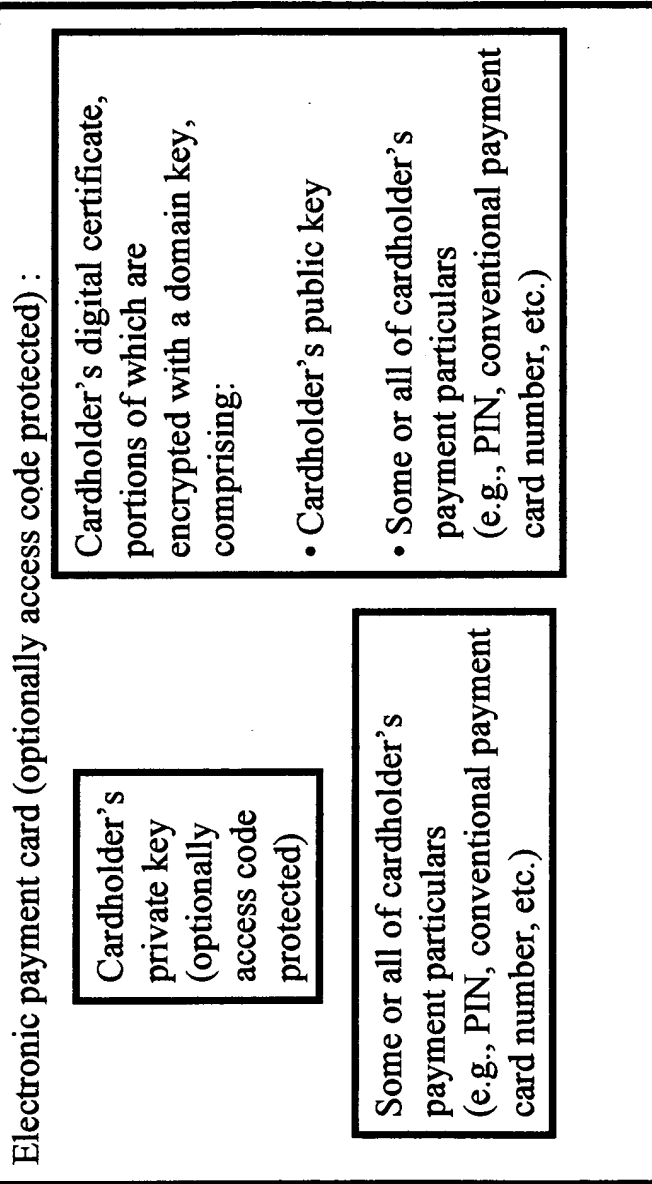 Electronic payment card (optionally access code protected) :
Cardholder's
private key
(optionally
access code
protected)
Some or all of cardholder's
payment particulars
(e.g., PIN, conventional payment
card number, etc.)
Cardholder's digital certificate,
portions of which are
encrypted with a domain key,
comprising:
• Cardholder's public key
• Some or all of cardholder's
payment particulars
(e.g., PIN, conventional payment
card number, etc.)